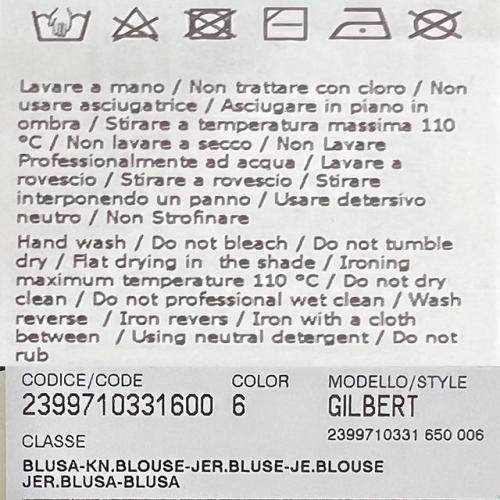 Lavare a mano / Non trattare con cloro / Non
usare asciugatrice / Asciugare in piano in
ombra / Stirare a temperatura massima 110
°C / Non lavare a secco / Non Lavare
Professionalmente ad acqua / Lavare a
rovescio / Stirare a rovescio / Stirare
interponendo un panno / Usare detersivo
neutro / Non Strofinare
Hand wash / Do not bleach / Do not tumble
dry / Flat drying in the shade / Ironing
maximum temperature 110 °C / Do not dry
clean / Do not professional wet clean / Wash
reverse / Iron revers / Iron with a cloth
between / Using neutral detergent / Do not
rub
CODICE/CODE COLOR MODELLO/STYLE
2399710331600 6 GILBERT
2399710331 650 006
CLASSE
BLUSA-KN.BLOUSE-JER.BLUSE-JE.BLOUSE
JER.BLUSA-BLUSA